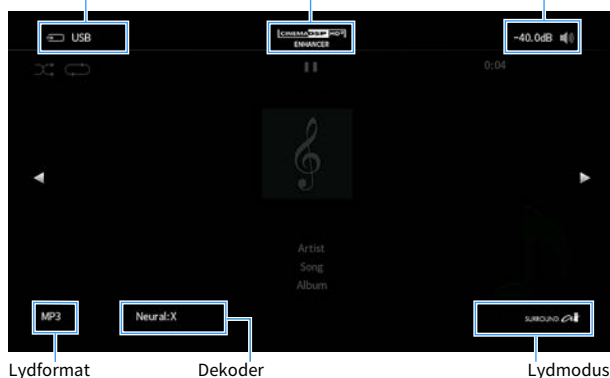 USB
CINEMA DSP HD³
ENHANCER
-40.0dB
0:04
Artist
Song
Album
MP3
Neural:X
SURROUND AI
Lydformat
Dekoder
Lydmodus